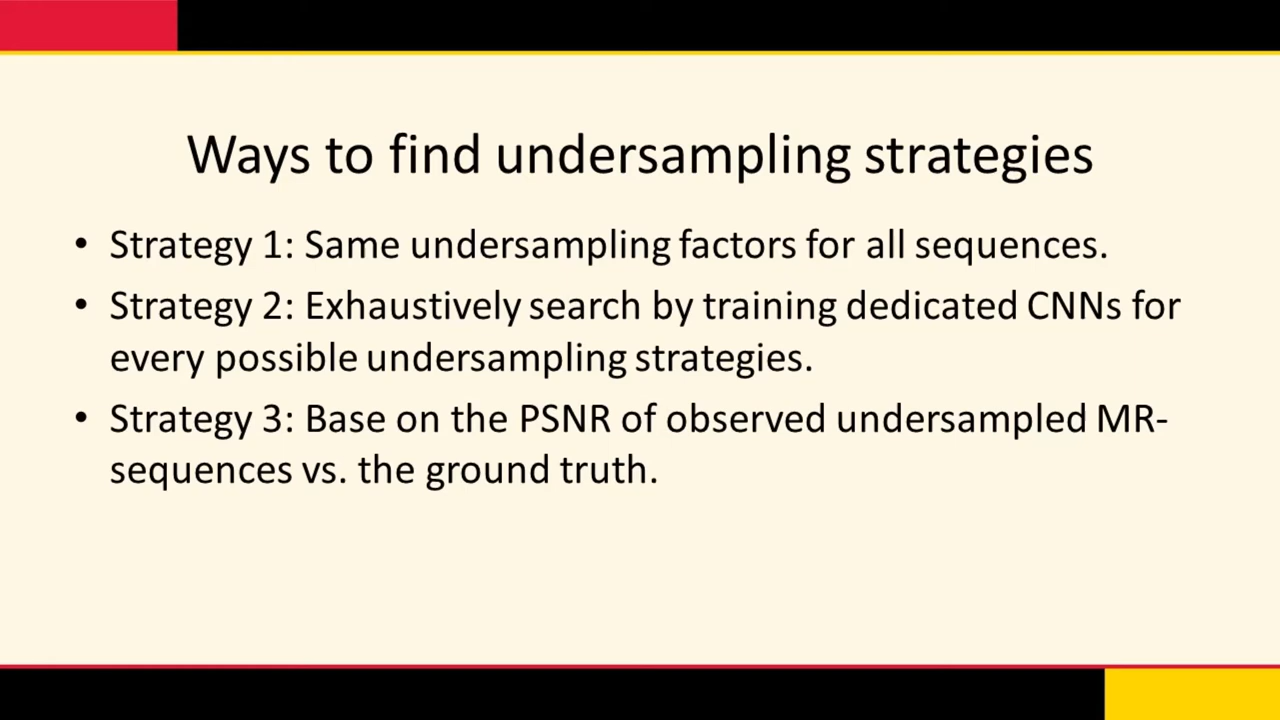 Ways to find undersampling strategies
• Strategy 1: Same undersampling factors for all sequences.
• Strategy 2: Exhaustively search by training dedicated CNNs for
every possible undersampling strategies.
• Strategy 3: Base on the PSNR of observed undersampled MR-
sequences vs. the ground truth.